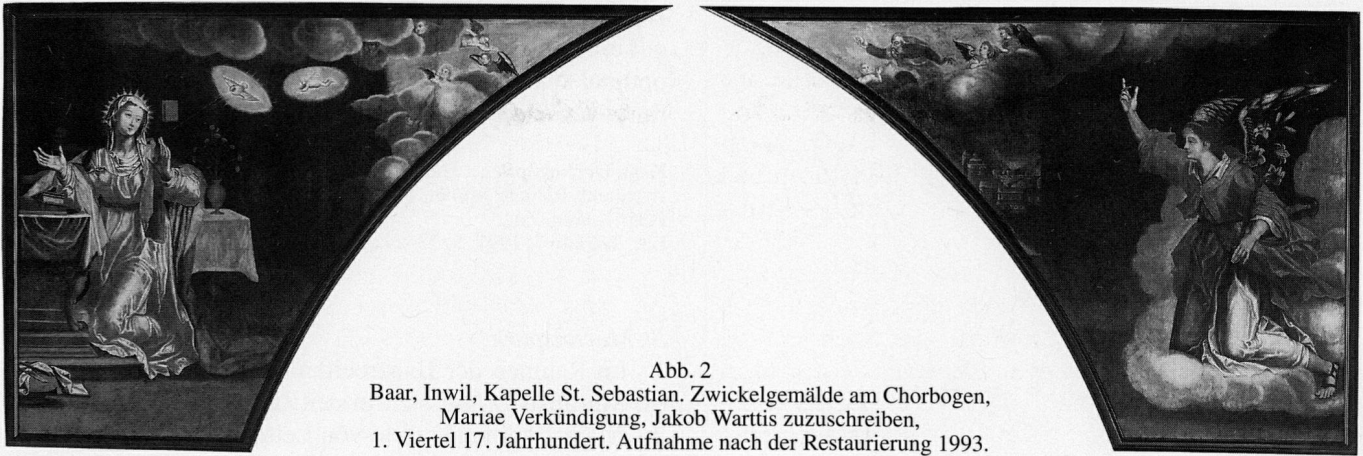 Abb. 2
Baar, Inwil, Kapelle St. Sebastian. Zwickelgemälde am Chorbogen,
Mariae Verkündigung, Jakob Warttis zuzuschreiben,
1. Viertel 17. Jahrhundert. Aufnahme nach der Restaurierung 1993.